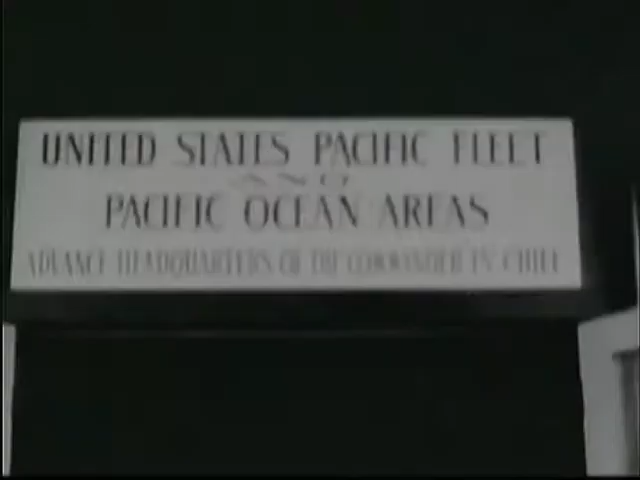 UNITED STATES PACIFIC FLEET
AND
PACIFIC OCEAN AREAS
ADVANCE HEADQUARTERS OF THE COMMANDER IN CHIEF